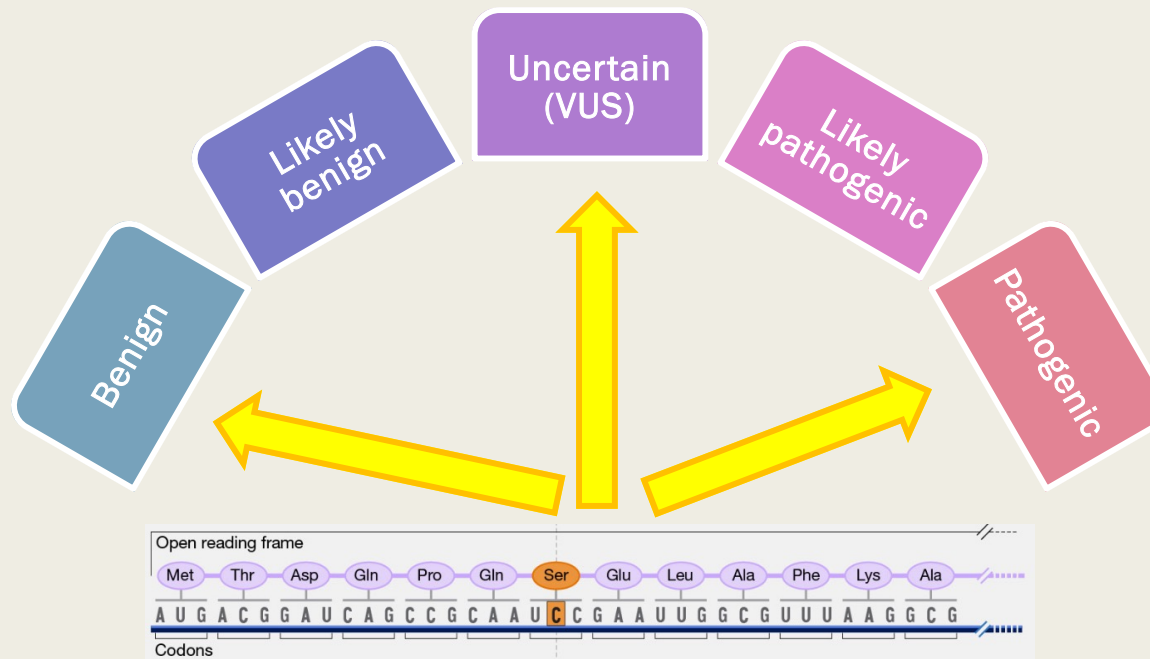 Uncertain
(VUS)
Likely
benign
Likely
pathogenic
Benign
Pathogenic
Open reading frame
Met Thr Asp Gln Pro Gln Ser Glu Leu Ala Phe Lys Ala
A U G A C G G A U C A G C C G C A A U C C G A A U U G G C G U U U A A G G C G
Codons